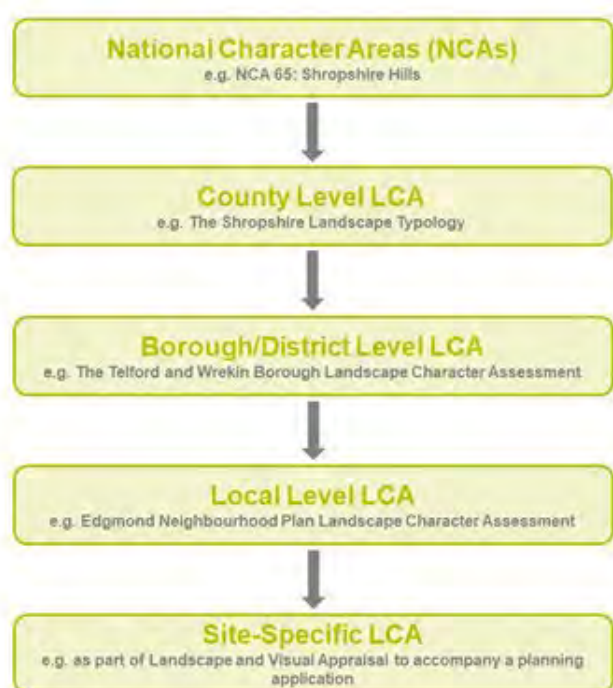 National Character Areas (NCAs)
e.g. NCA 65: Shropshire Hills
County Level LCA
e.g. The Shropshire Landscape Typology
Borough/District Level LCA
e.g. The Telford and Wrekin Borough Landscape Character Assessment
Local Level LCA
e.g. Edgmond Neighbourhood Plan Landscape Character Assessment
Site-Specific LCA
e.g. as part of Landscape and Visual Appraisal to accompany a planning
application